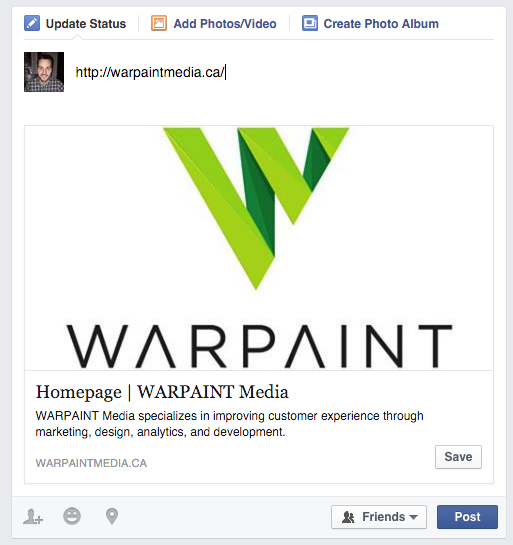 Update Status Add Photos/Video Create Photo Album
http://warpaintmedia.ca/
WARPAINT
Homepage | WARPAINT Media
WARPAINT Media specializes in improving customer experience through
marketing, design, analytics, and development.
WARPAINTMEDIA.CA
Save
Friends Post